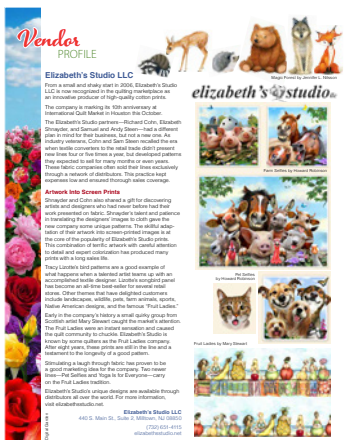 Vendor
PROFILE
Magic Forest by Jennifer L. Nilsson
Elizabeth's Studio LLC
From a small and shaky start in 2006, Elizabeth's Studio
LLC is now recognized in the quilting marketplace as
an innovative producer of high-quality cotton prints.
The company is marking its 10th anniversary at
International Quilt Market in Houston this October.
The Elizabeth's Studio partners—Richard Cohn, Elizabeth
Shnayder, and Samuel and Andy Steen—had a different
plan in mind for their business, but not a new one. As
industry veterans, Cohn and Sam Steen recalled the era
when textile converters to the retail trade didn't present
new lines four or five times a year, but developed patterns
they expected to sell for many months or even years.
These fabric companies often sold their lines exclusively
through a network of distributors. This practice kept
expenses low and ensured thorough sales coverage.
Artwork Into Screen Prints
Shnayder and Cohn also shared a gift for discovering
artists and designers who had never before had their
work presented on fabric. Shnayder's talent and patience
in translating the designers' images to cloth gave the
new company some unique patterns. The skillful adap-
tation of their artwork into screen-printed images is at
the core of the popularity of Elizabeth's Studio prints.
This combination of terrific artwork with careful attention
to detail and expert colorization has produced many
prints with a long sales life.
Tracy Lizotte's bird patterns are a good example of
what happens when a talented artist teams up with an
accomplished textile designer. Lizotte's songbird panel
has become an all-time best-seller for several retail
stores. Other themes that have delighted customers
include landscapes, wildlife, pets, farm animals, sports,
Native American designs, and the famous "Fruit Ladies."
Early in the company's history a small quirky group from
Scottish artist Mary Stewart caught the market's attention.
The Fruit Ladies were an instant sensation and caused
the quilt community to chuckle. Elizabeth's Studio is
known by some quilters as the Fruit Ladies company.
After eight years, these prints are still in the line and a
testament to the longevity of a good pattern.
Stimulating a laugh through fabric has proven to be
a good marketing idea for the company. Two newer
lines—Pet Selfies and Yoga Is for Everyone—carry
on the Fruit Ladies tradition.
Elizabeth's Studio's unique designs are available through
distributors all over the world. For more information,
visit elizabethsstudio.net.
Elizabeth's Studio LLC
440 S. Main St., Suite 2, Milltown, NJ 08850
(732) 651-4115
elizabethsstudio.net
elizabeth's studio
Farm Selfies by Howard Robinson
Pet Selfies
by Howard Robinson
Fruit Ladies by Mary Stewart